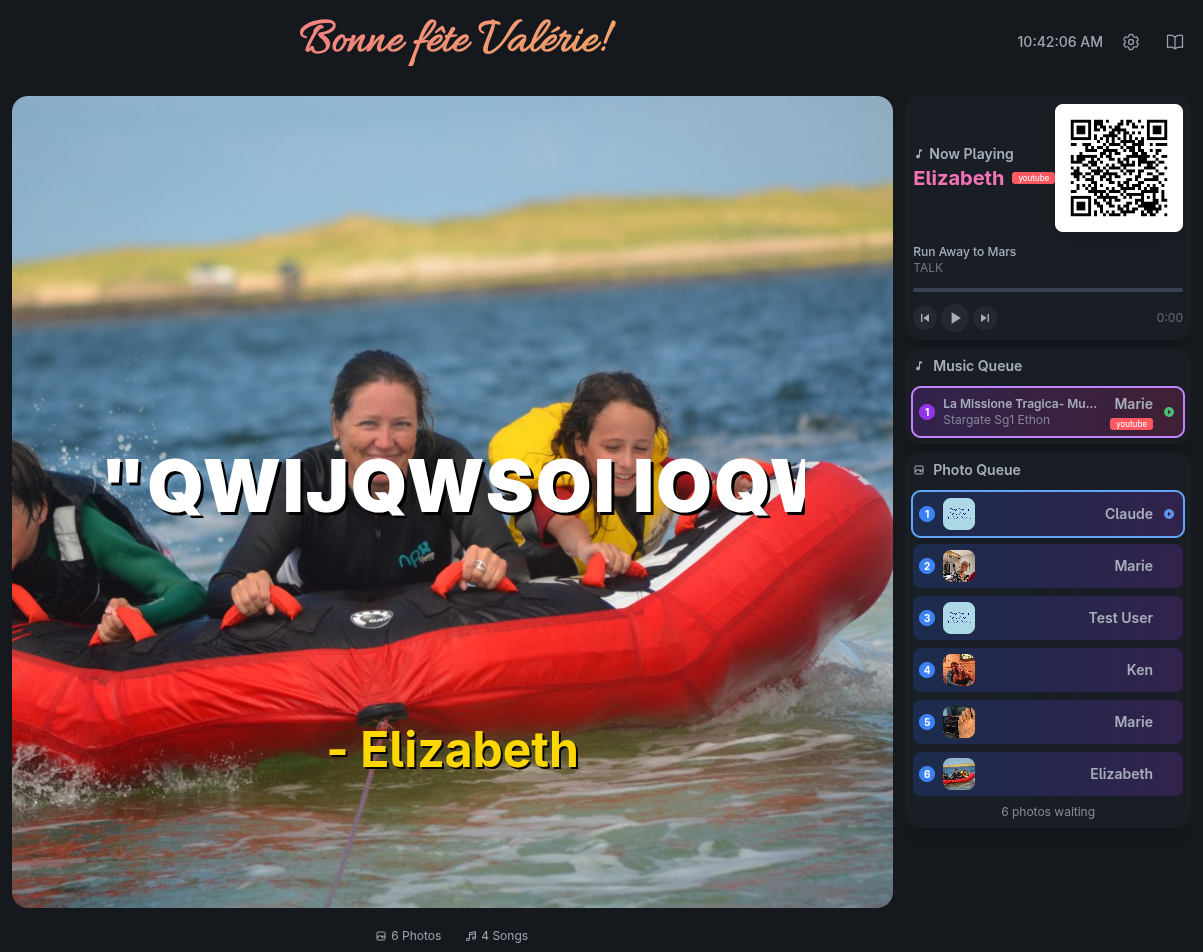 Bonne fête Valérie!
10:42:06 AM
Now Playing
Elizabeth youtube
Run Away to Mars
TALK
0:00
Music Queue
1 La Missione Tragica- Mu... Marie
Stargate Sg1 Ethon youtube
Photo Queue
1 Claude
2 Marie
3 Test User
4 Ken
5 Marie
6 Elizabeth
6 photos waiting
"QWIJQWSOI IOQW
- Elizabeth
6 Photos 4 Songs